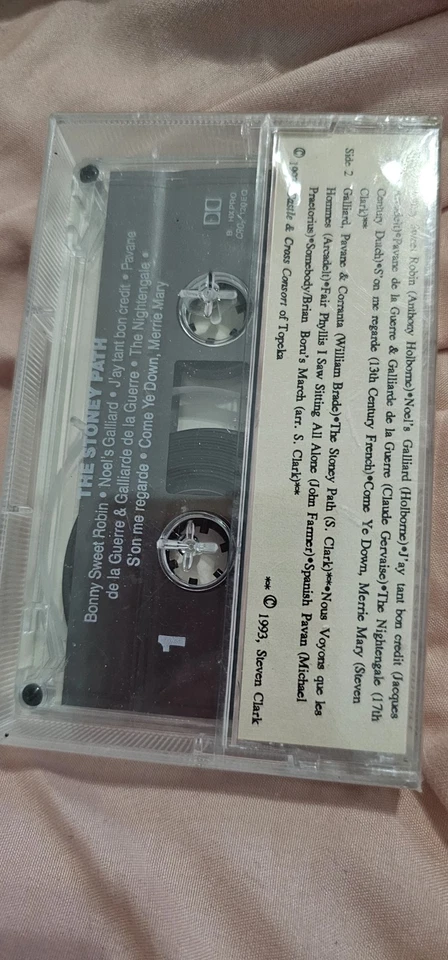 Sweet Robin (Anthony Holborne)•Noel's Galliard (Holborne)•J'ay tant bon credit (Jacques
Arcadelt)•Pavane de la Guerre & Galliarde de la Guerre (Claude Gervaise)•The Nightengale (17th
Century Dutch)•S'on me regarde (13th Century French)•Come Ye Down, Merrie Mary (Steven
Clark)**
Side 2 Galliard, Pavane & Corranta (William Brade)•The Stoney Path (S. Clark)**•Nous Voyons que les
Hommes (Arcadelt)•Fair Phyllis I Saw Sitting All Alone (John Farmer)•Spanish Pavan (Michael
Praetorius)•Somebody/Brian Boru's March (arr. S. Clark)**
© Castle & Cross Consort of Topeka
** © 1993, Steven Clark
THE STONEY PATH
Bonny Sweet Robin • Noel's Galliard • J'ay tant bon credit • Pavane
de la Guerre & Galliarde de la Guerre • The Nightengale •
S'on me regarde • Come Ye Down, Merrie Mary
1